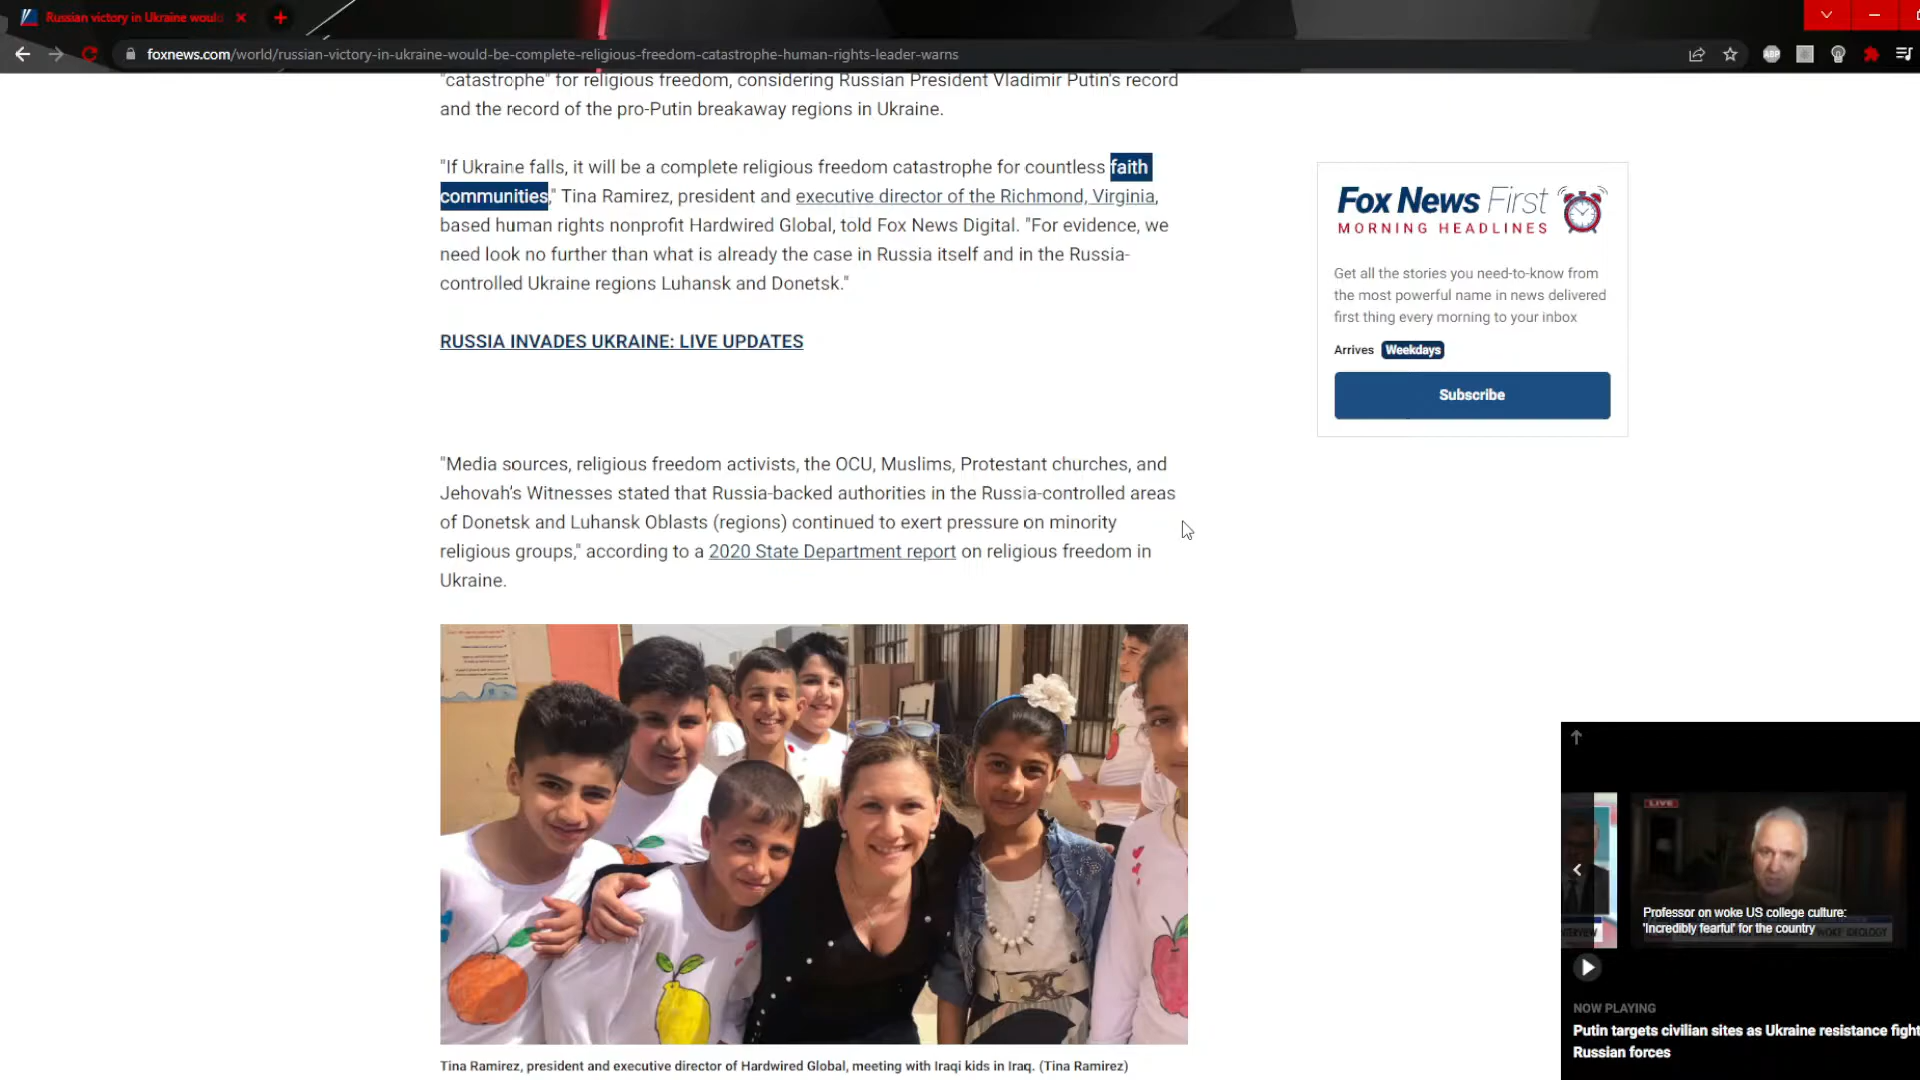 Russian victory in Ukraine woul
foxnews.com/world/russian-victory-in-ukraine-would-be-complete-religious-freedom-catastrophe-human-rights-leader-warns
ABP
"catastrophe" for religious freedom, considering Russian President Vladimir Putin's record
and the record of the pro-Putin breakaway regions in Ukraine.
"If Ukraine falls, it will be a complete religious freedom catastrophe for countless faith
communities," Tina Ramirez, president and executive director of the Richmond, Virginia,
based human rights nonprofit Hardwired Global, told Fox News Digital. "For evidence, we
need look no further than what is already the case in Russia itself and in the Russia-
controlled Ukraine regions Luhansk and Donetsk."
RUSSIA INVADES UKRAINE: LIVE UPDATES
"Media sources, religious freedom activists, the OCU, Muslims, Protestant churches, and
Jehovah's Witnesses stated that Russia-backed authorities in the Russia-controlled areas
of Donetsk and Luhansk Oblasts (regions) continued to exert pressure on minority
religious groups," according to a 2020 State Department report on religious freedom in
Ukraine.
Tina Ramirez, president and executive director of Hardwired Global, meeting with Iraqi kids in Iraq. (Tina Ramirez)
Fox News First
MORNING HEADLINES
Get all the stories you need-to-know from
the most powerful name in news delivered
first thing every morning to your inbox
Arrives Weekdays
Subscribe
LIVE
Professor on woke US college culture:
'Incredibly fearful' for the country
WOKE IDEOLOGY
NOW PLAYING
Putin targets civilian sites as Ukraine resistance fight
Russian forces